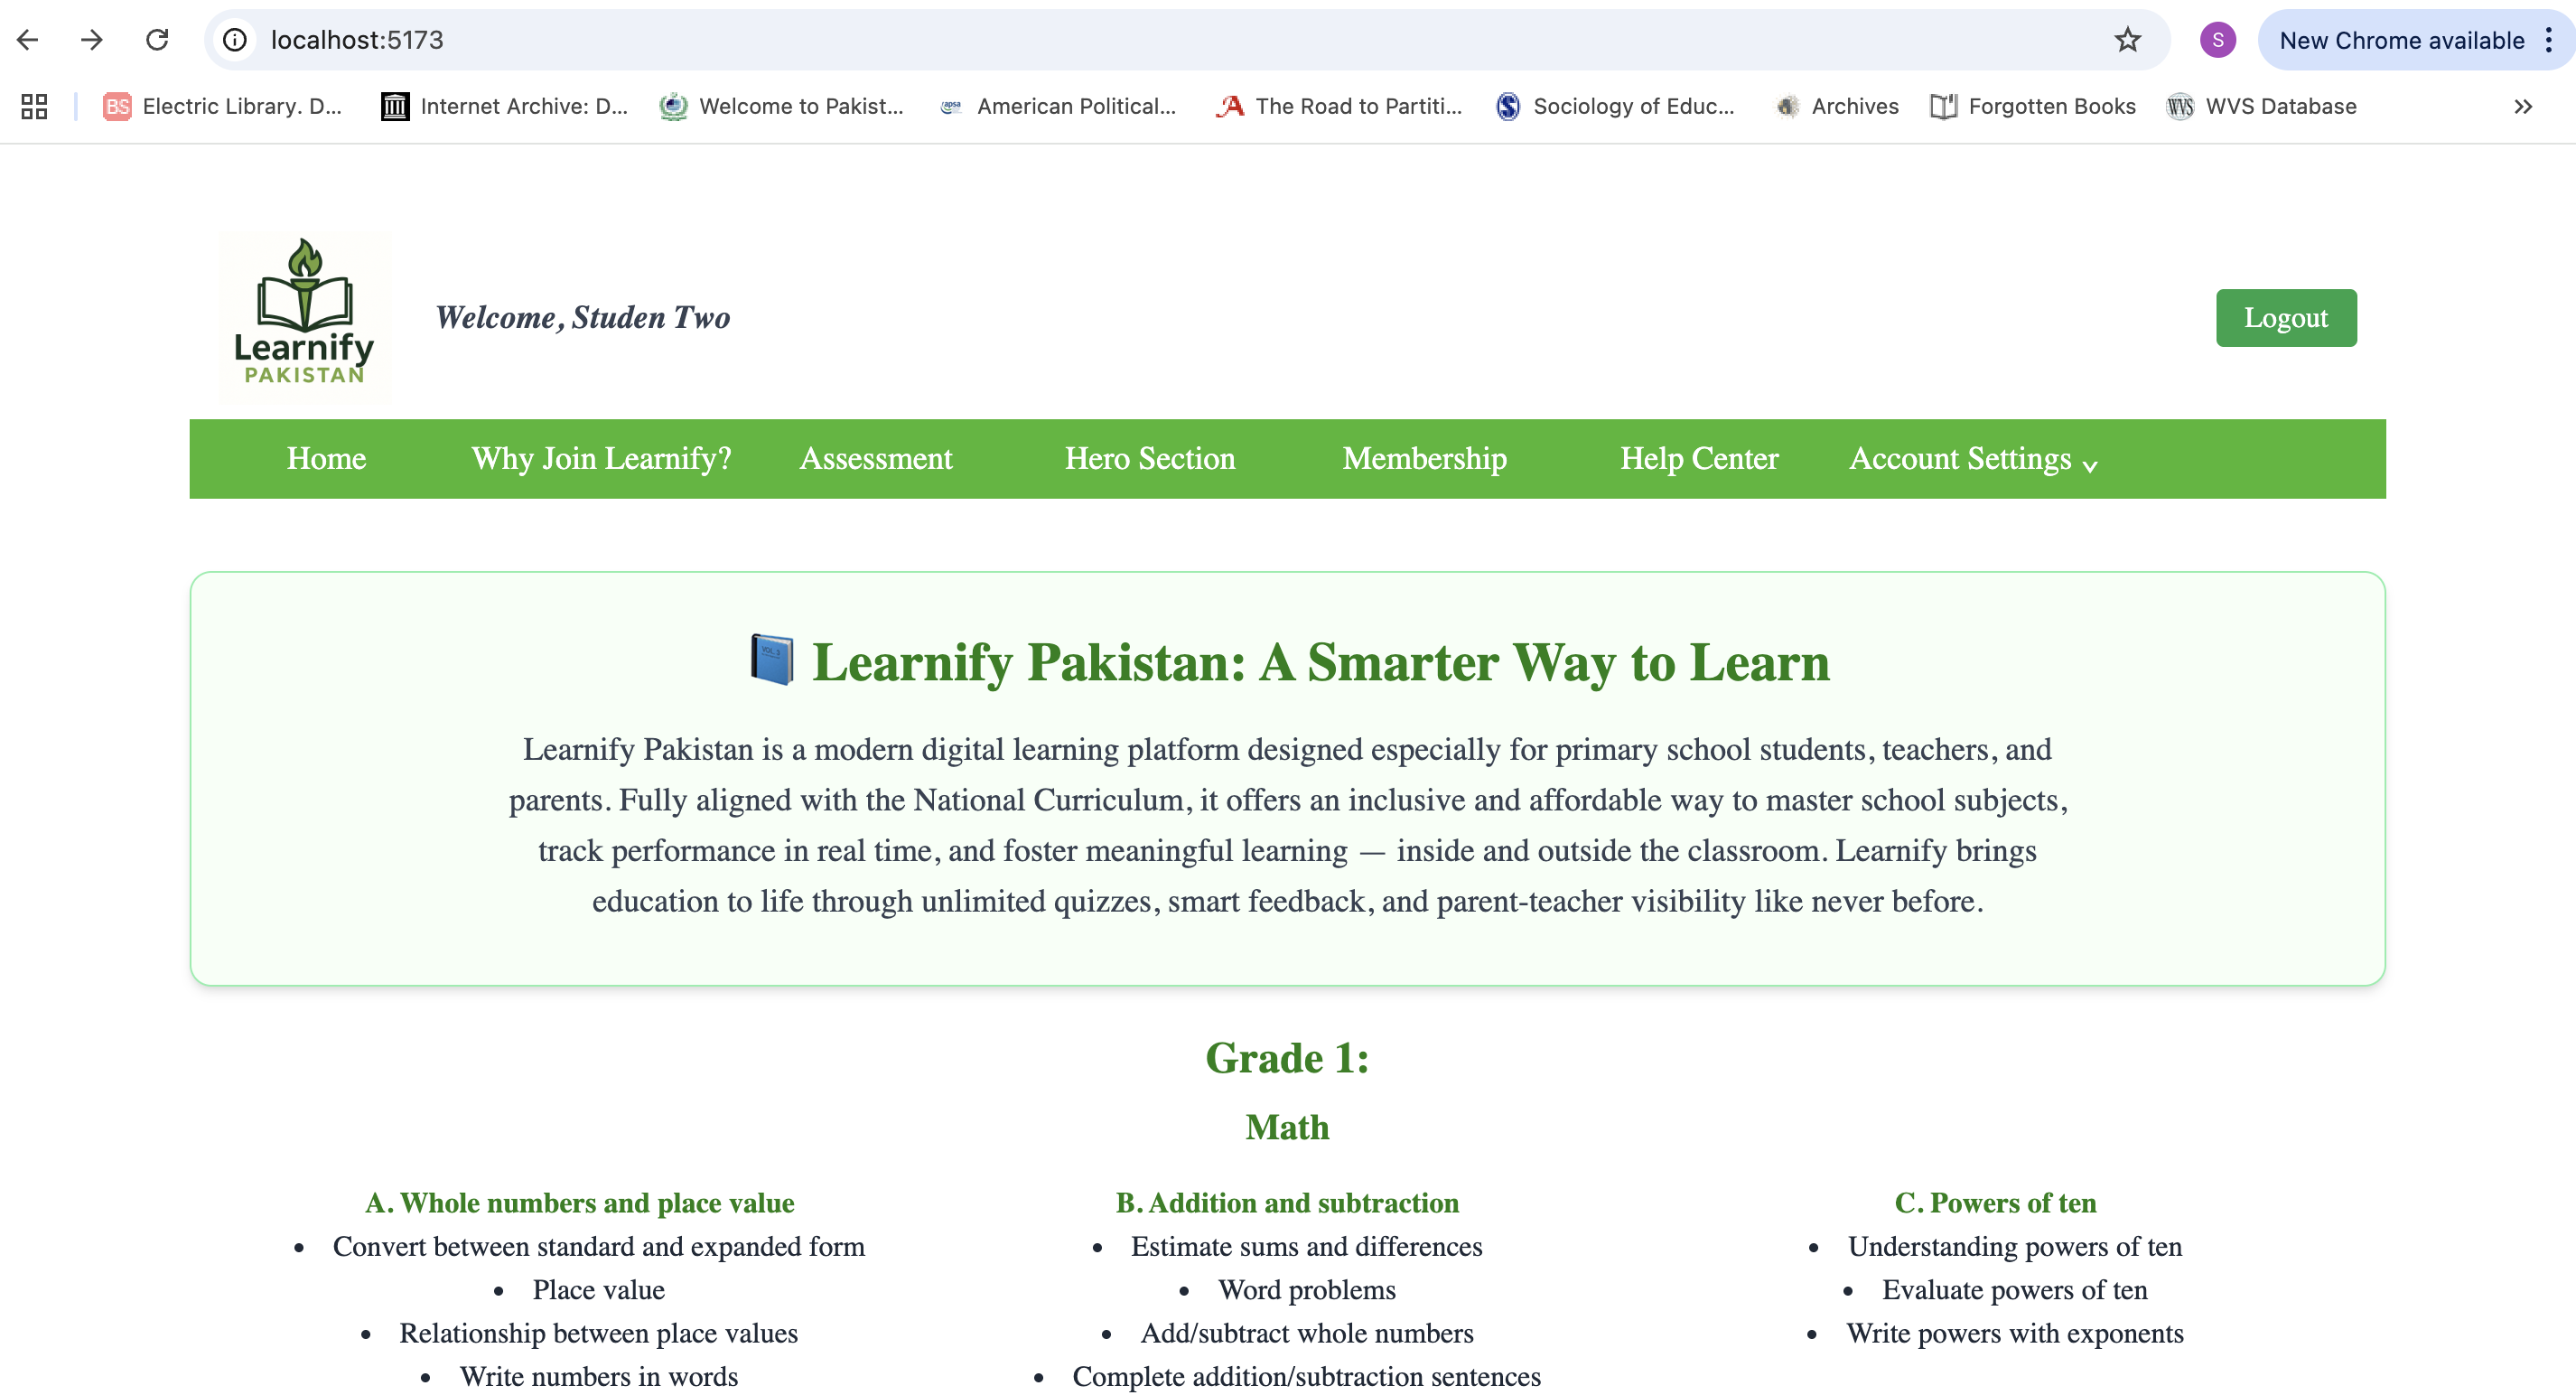 localhost:5173
S
New Chrome available
BS Electric Library. D...
Internet Archive: D...
Welcome to Pakist...
apsa American Political...
The Road to Partiti...
Sociology of Educ...
Archives
Forgotten Books
WVS WVS Database
Learnify
PAKISTAN
Welcome, Studen Two
Logout
Home
Why Join Learnify?
Assessment
Hero Section
Membership
Help Center
Account Settings
Learnify Pakistan: A Smarter Way to Learn
Learnify Pakistan is a modern digital learning platform designed especially for primary school students, teachers, and
parents. Fully aligned with the National Curriculum, it offers an inclusive and affordable way to master school subjects,
track performance in real time, and foster meaningful learning — inside and outside the classroom. Learnify brings
education to life through unlimited quizzes, smart feedback, and parent-teacher visibility like never before.
Grade 1:
Math
A. Whole numbers and place value
• Convert between standard and expanded form
• Place value
• Relationship between place values
• Write numbers in words
B. Addition and subtraction
• Estimate sums and differences
• Word problems
• Add/subtract whole numbers
• Complete addition/subtraction sentences
C. Powers of ten
• Understanding powers of ten
• Evaluate powers of ten
• Write powers with exponents